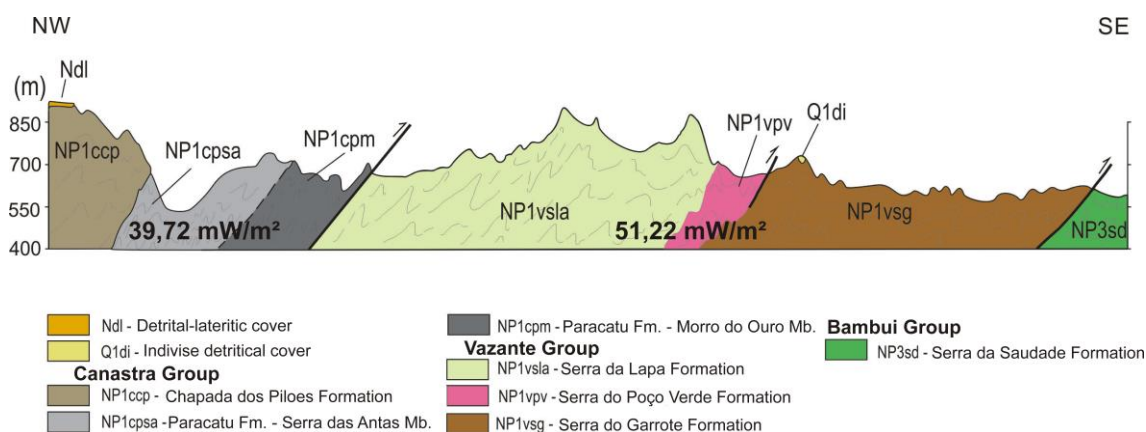 NW
SE
(m)
Ndl
850
700
550
400
NP1ccp
NP1cpsa
NP1cpm
NP1vsla
NP1vpv
Q1di
NP1vsg
NP3sd
39,72 mW/m²
51,22 mW/m²
Ndl - Detrital-lateritic cover
Q1di - Indivise detritical cover
Canastra Group
NP1ccp - Chapada dos Piloes Formation
NP1cpsa - Paracatu Fm. - Serra das Antas Mb.
NP1cpm - Paracatu Fm. - Morro do Ouro Mb.
Vazante Group
NP1vsla - Serra da Lapa Formation
NP1vpv - Serra do Poço Verde Formation
NP1vsg - Serra do Garrote Formation
Bambui Group
NP3sd - Serra da Saudade Formation